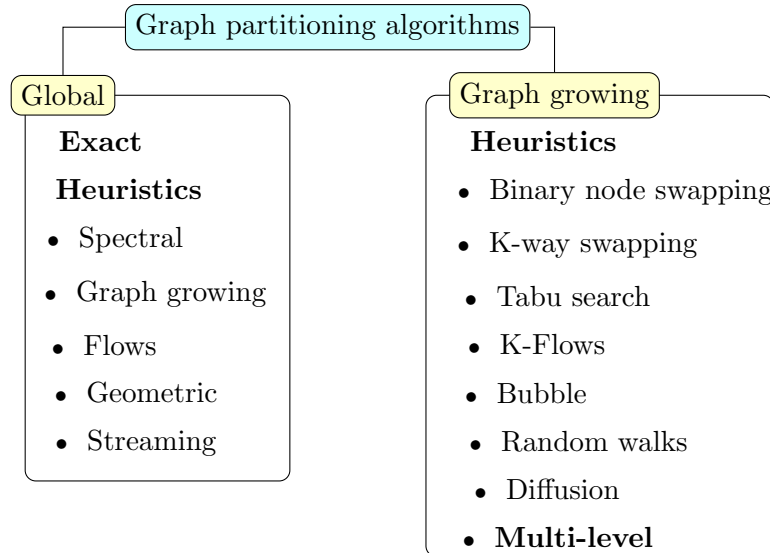 Graph partitioning algorithms
Global
Exact
Heuristics
• Spectral
• Graph growing
• Flows
• Geometric
• Streaming
Graph growing
Heuristics
• Binary node swapping
• K-way swapping
• Tabu search
• K-Flows
• Bubble
• Random walks
• Diffusion
• Multi-level